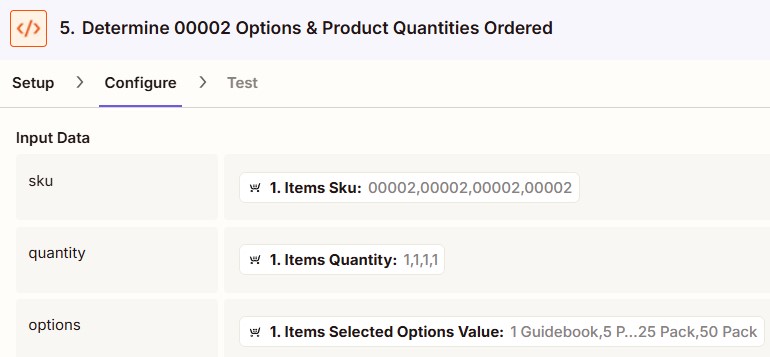 </> 5. Determine 00002 Options & Product Quantities Ordered
Setup > Configure > Test
Input Data
sku 1. Items Sku: 00002,00002,00002,00002
quantity 1. Items Quantity: 1,1,1,1
options 1. Items Selected Options Value: 1 Guidebook,5 P...25 Pack,50 Pack